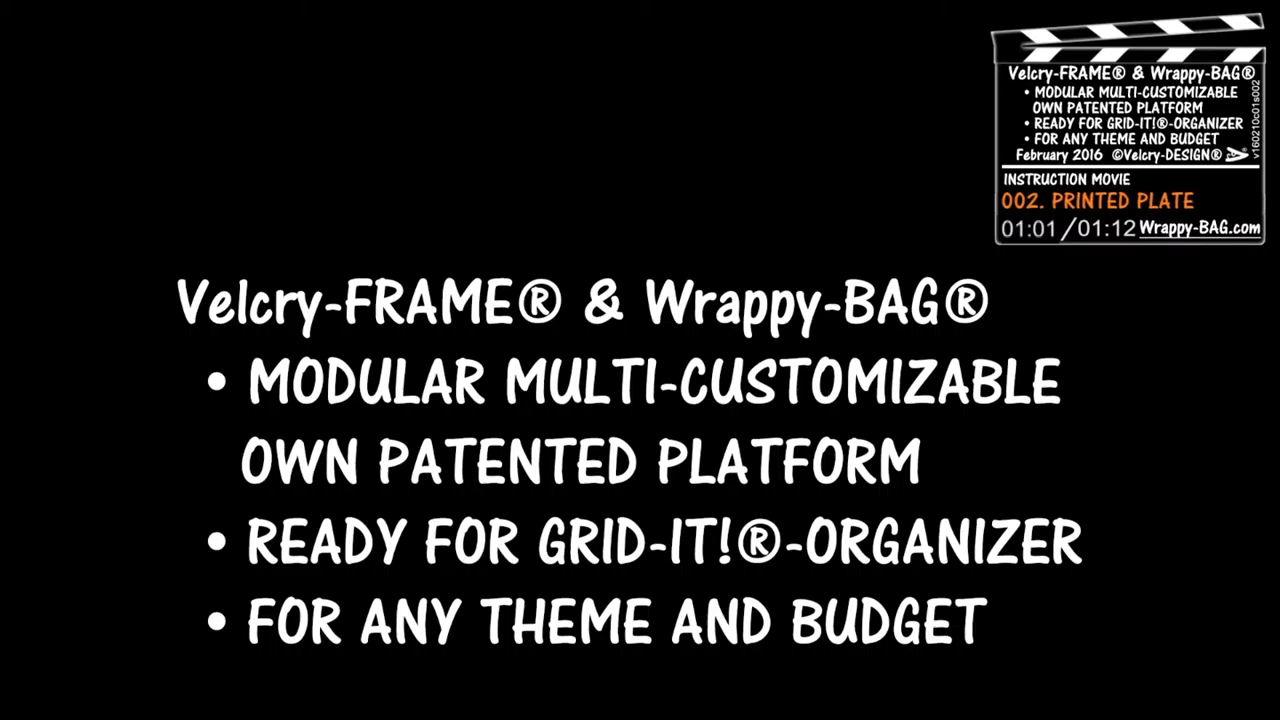 Velcry-FRAME® & Wrappy-BAG®
• MODULAR MULTI-CUSTOMIZABLE
OWN PATENTED PLATFORM
• READY FOR GRID-IT!®-ORGANIZER
• FOR ANY THEME AND BUDGET
February 2016 ©Velcry-DESIGN®
v160210c01s002
INSTRUCTION MOVIE
002. PRINTED PLATE
01:01 /01:12 Wrappy-BAG.com
Velcry-FRAME® & Wrappy-BAG®
• MODULAR MULTI-CUSTOMIZABLE
OWN PATENTED PLATFORM
• READY FOR GRID-IT!®-ORGANIZER
• FOR ANY THEME AND BUDGET